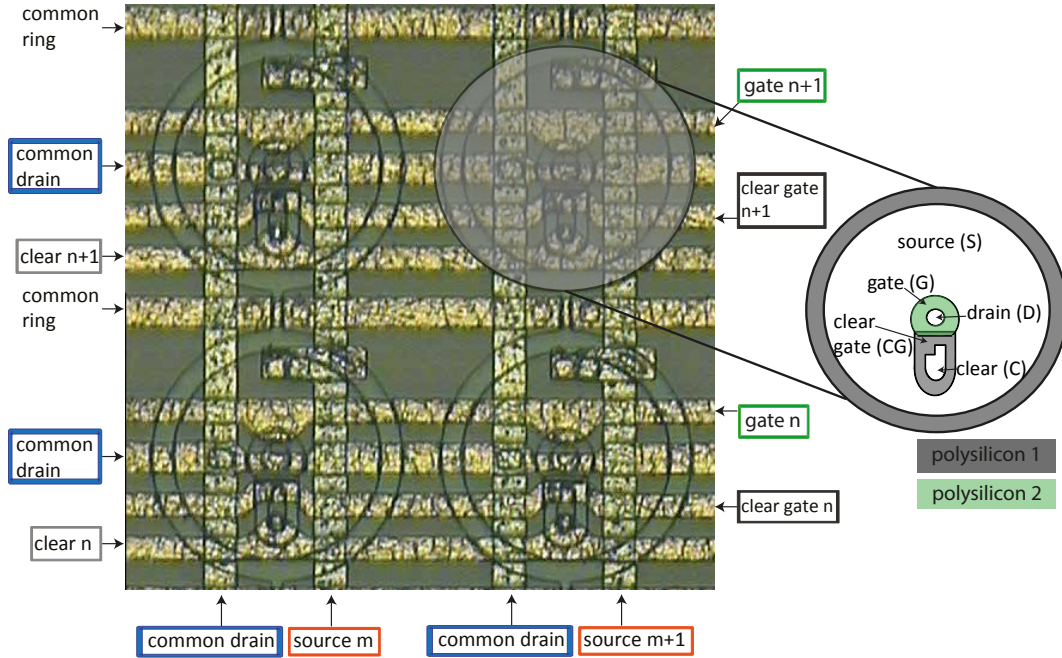 common
ring
gate n+1
common
drain
clear gate
n+1
clear n+1
common
ring
source (S)
gate (G)
drain (D)
clear
gate (CG)
clear (C)
gate n
common
drain
polysilicon 1
polysilicon 2
clear gate n
clear n
common drain
source m
common drain
source m+1